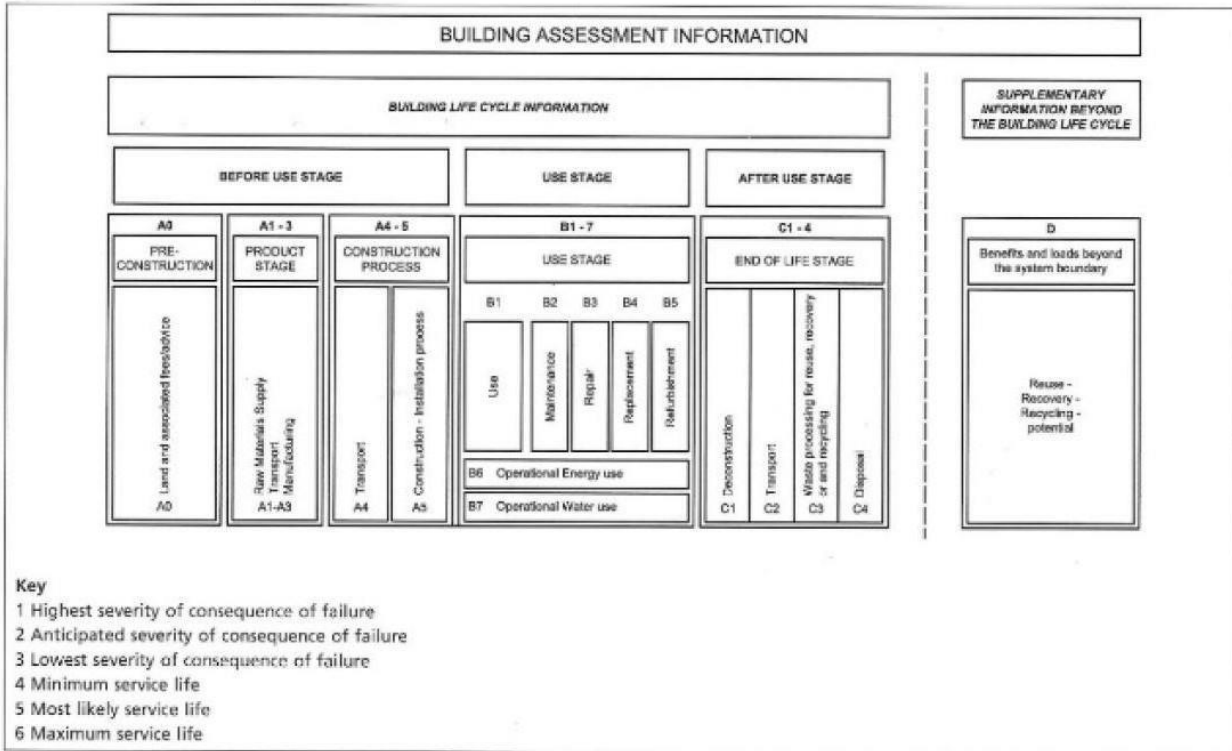 BUILDING ASSESSMENT INFORMATION
BUILDING LIFE CYCLE INFORMATION
SUPPLEMENTARY
INFORMATION BEYOND
THE BUILDING LIFE CYCLE
BEFORE USE STAGE
USE STAGE
AFTER USE STAGE
A0
PRE-
CONSTRUCTION
Land and associated fees/advice
A0
A1 - 3
PRODUCT
STAGE
Raw Materials Supply
Transport
Manufacturing
A1-A3
A4 - 5
CONSTRUCTION
PROCESS
Transport
A4
Construction - Installation process
A5
B1 - 7
USE STAGE
B1
Use
B2
Maintenance
B3
Repair
B4
Replacement
B5
Refurbishment
B6 Operational Energy use
B7 Operational Water use
C1 - 4
END OF LIFE STAGE
C1 Deconstruction
C2 Transport
C3 Waste processing for reuse, recovery
or and recycling
C4 Disposal
D
Benefits and loads beyond
the system boundary
Reuse -
Recovery -
Recycling -
potential
Key
1 Highest severity of consequence of failure
2 Anticipated severity of consequence of failure
3 Lowest severity of consequence of failure
4 Minimum service life
5 Most likely service life
6 Maximum service life